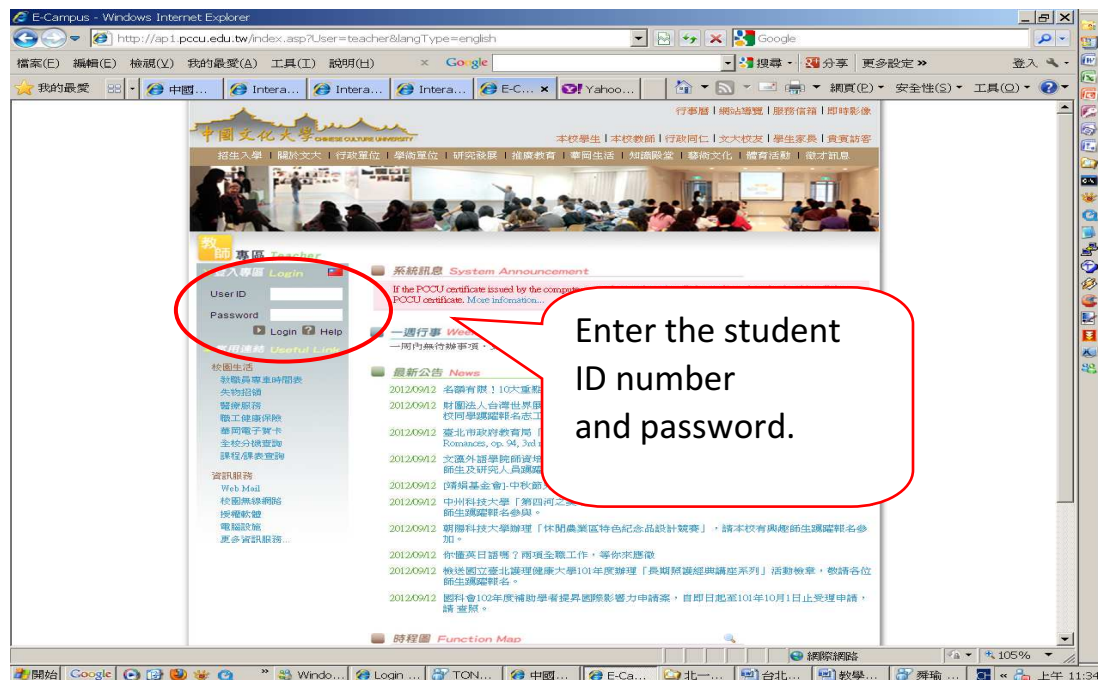 E-Campus - Windows Internet Explorer
http://ap1.pccu.edu.tw/index.asp?User=teacher&langType=english
Google
檔案(E) 編輯(E) 檢視(V) 我的最愛(A) 工具(T) 說明(H)
× Google 搜尋 分享 更多設定 » 登入
我的最愛 中國... Intera... Intera... Intera... E-C... × Yahoo... 網頁(P) 安全性(S) 工具(O)
行事曆 | 網站導覽 | 服務信箱 | 即時影像
中國文化大學 CHINESE CULTURE UNIVERSITY
本校學生 | 本校教師 | 行政同仁 | 文大校友 | 學生家長 | 貴賓訪客
招生入學 | 關於文大 | 行政單位 | 學術單位 | 研究發展 | 推廣教育 | 華岡生活 | 知識殿堂 | 藝術文化 | 體育活動 | 徵才訊息
教師 專區 Teacher
登入專區 Login
User ID
Password
Login Help
常用連結 Useful Link
校園生活
教職員專車時間表
失物招領
醫療服務
職工健康保險
華岡電子賀卡
全校分機查詢
課程/課表查詢
資訊服務
Web Mail
校園無線網路
授權軟體
電腦設施
更多資訊服務...
系統訊息 System Announcement
If the PCCU certificate issued by the
PCCU certificate. More infomation...
一週行事
一周內無待辦事項。
最新公告 News
2012/09/12 名額有限！10大重
2012/09/12 財團法人台灣世界展
校同學踴躍報名志工
2012/09/12 臺北市政府教育局
Romances, op. 94, 3rd
2012/09/12 文藻外語學院師資培
師生及研究人員踴躍
2012/09/12 [靖娟基金會]-中秋節
2012/09/12 中州科技大學「第四河之
師生踴躍報名參與。
2012/09/12 朝陽科技大學辦理「休閒農業區特色紀念品設計競賽」，請本校有興趣師生踴躍報名參
加。
2012/09/12 你懂英日語嗎？兩項全職工作，等你來應徵
2012/09/12 檢送國立臺北護理健康大學101年度辦理「長期照護經典講座系列」活動檢章，敬請各位
師生踴躍報名。
2012/09/12 國科會102年度補助學者提昇國際影響力申請案，自即日起至101年10月1日止受理申請，
請 查照。
時程圖 Function Map
Enter the student
ID number
and password.
網際網路 105%
開始 Google » Windo... Login ... TON... 中國... E-Ca... 北一... 台北... 教學... 舜瑜 ... « 上午 11:34